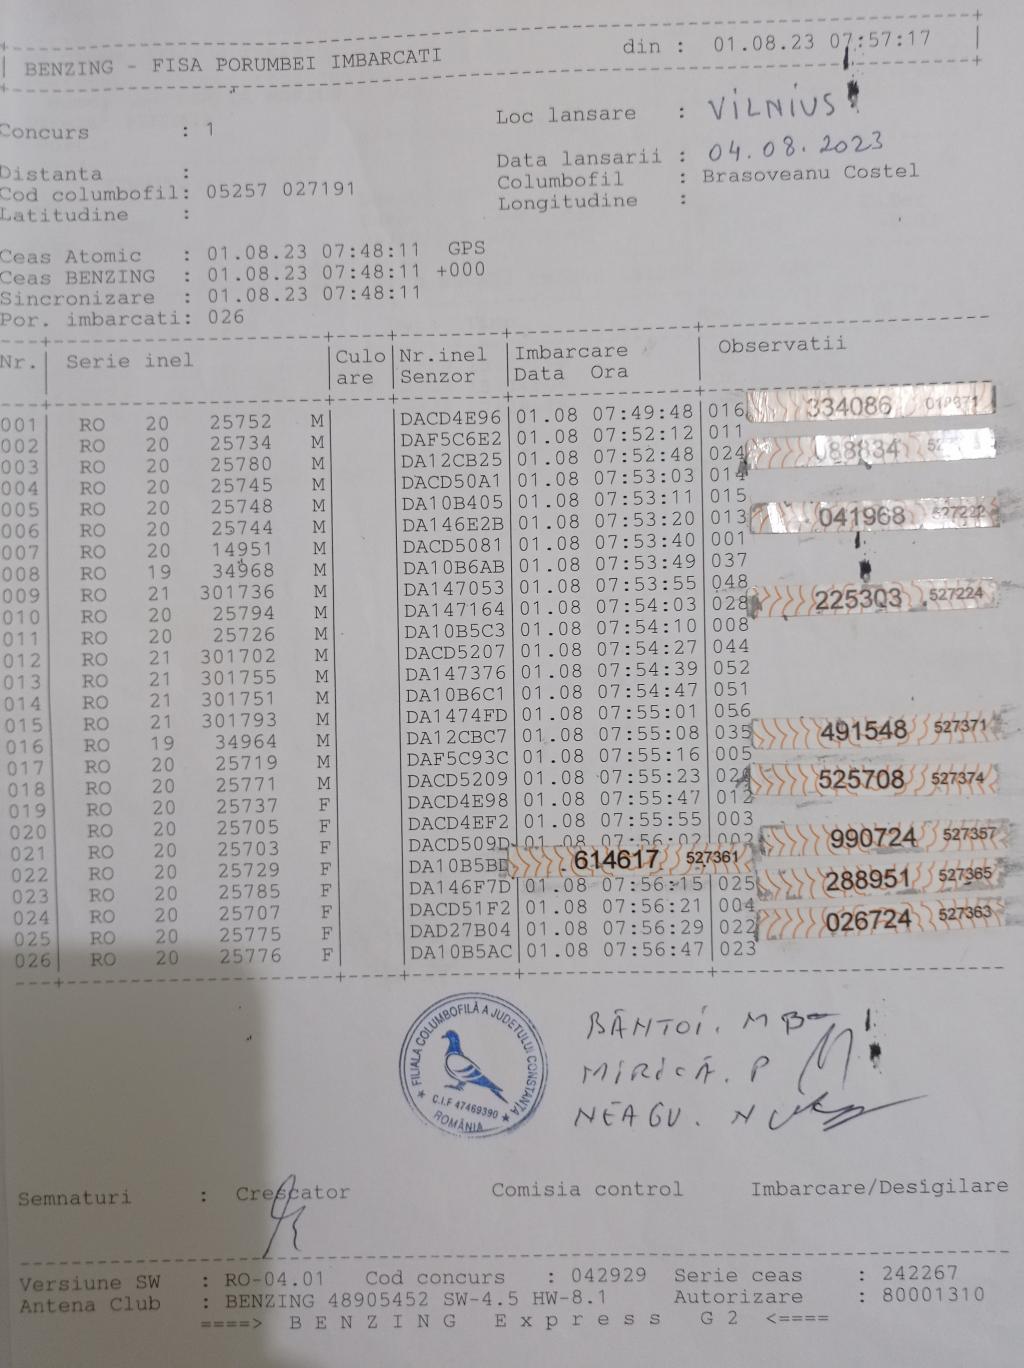 BENZING - FISA PORUMBEI IMBARCATI din : 01.08.23 07:57:17
Concurs : 1 Loc lansare : VILNIUS
Distanta : Data lansarii : 04.08.2023
Cod columbofil: 05257 027191 Columbofil : Brasoveanu Costel
Latitudine : Longitudine :
Ceas Atomic : 01.08.23 07:48:11 GPS
Ceas BENZING : 01.08.23 07:48:11 +000
Sincronizare : 01.08.23 07:48:11
Por. imbarcati: 026
Nr. Serie inel Culo Nr.inel Imbarcare Observatii
are Senzor Data Ora
001 RO 20 25752 M DACD4E96 01.08 07:49:48 016 334086
002 RO 20 25734 M DAF5C6E2 01.08 07:52:12 011
003 RO 20 25780 M DA12CB25 01.08 07:52:48 024 088834
004 RO 20 25745 M DACD50A1 01.08 07:53:03 014
005 RO 20 25748 M DA10B405 01.08 07:53:11 015
006 RO 20 25744 M DA146E2B 01.08 07:53:20 013 041968 527222
007 RO 20 14951 M DACD5081 01.08 07:53:40 001
008 RO 19 34968 M DA10B6AB 01.08 07:53:49 037
009 RO 21 301736 M DA147053 01.08 07:53:55 048
010 RO 20 25794 M DA147164 01.08 07:54:03 028 225303 527224
011 RO 20 25726 M DA10B5C3 01.08 07:54:10 008
012 RO 21 301702 M DACD5207 01.08 07:54:27 044
013 RO 21 301755 M DA147376 01.08 07:54:39 052
014 RO 21 301751 M DA10B6C1 01.08 07:54:47 051
015 RO 21 301793 M DA1474FD 01.08 07:55:01 056
016 RO 19 34964 M DA12CBC7 01.08 07:55:08 035 491548 527371
017 RO 20 25719 M DAF5C93C 01.08 07:55:16 005
018 RO 20 25771 M DACD5209 01.08 07:55:23 525708 527374
019 RO 20 25737 F DACD4E98 01.08 07:55:47 012
020 RO 20 25705 F DACD4EF2 01.08 07:55:55 003
021 RO 20 25703 F DACD509D 01.08 07:56:02 002 990724 527357
022 RO 20 25729 F DA10B5BD 614617 527361
023 RO 20 25785 F DA146F7D 01.08 07:56:15 025 288951 527365
024 RO 20 25707 F DACD51F2 01.08 07:56:21 004
025 RO 20 25775 F DAD27B04 01.08 07:56:29 022 026724 527363
026 RO 20 25776 F DA10B5AC 01.08 07:56:47 023
FILIALA COLUMBOFILĂ A JUDEȚULUI CONSTANȚA
C.I.F 47469390
ROMÂNIA
BÂNTOI. M
MIRICĂ. P
NEAGU. N
Semnaturi : Crescator Comisia control Imbarcare/Desigilare
Versiune SW : RO-04.01 Cod concurs : 042929 Serie ceas : 242267
Antena Club : BENZING 48905452 SW-4.5 HW-8.1 Autorizare : 80001310
====> B E N Z I N G E x p r e s s G 2 <====